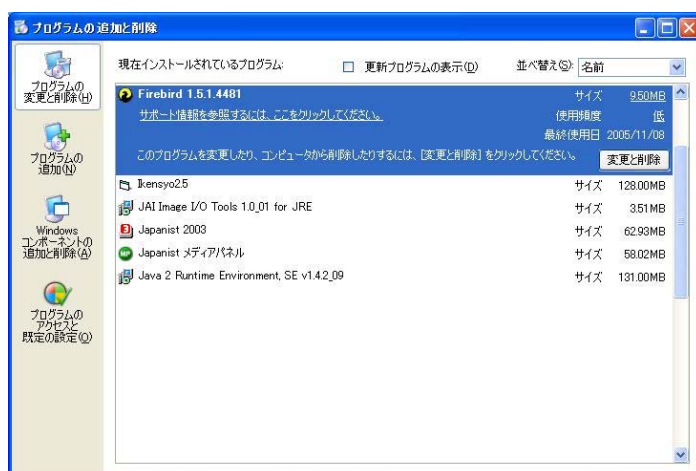 プログラムの追加と削除
プログラムの
変更と削除(H)
プログラムの
追加(N)
Windows
コンポーネントの
追加と削除(A)
プログラムの
アクセスと
既定の設定(O)
現在インストールされているプログラム: 更新プログラムの表示(D) 並べ替え(S): 名前
Firebird 1.5.1.4481 サイズ 9.50MB
サポート情報を参照するには、ここをクリックしてください。 使用頻度 低
最終使用日 2005/11/08
このプログラムを変更したり、コンピュータから削除したりするには、[変更と削除] をクリックしてください。 変更と削除
Ikensyo2.5 サイズ 128.00MB
JAI Image I/O Tools 1.0_01 for JRE サイズ 3.51MB
Japanist 2003 サイズ 62.93MB
Japanist メディアパネル サイズ 58.02MB
Java 2 Runtime Environment, SE v1.4.2_09 サイズ 131.00MB